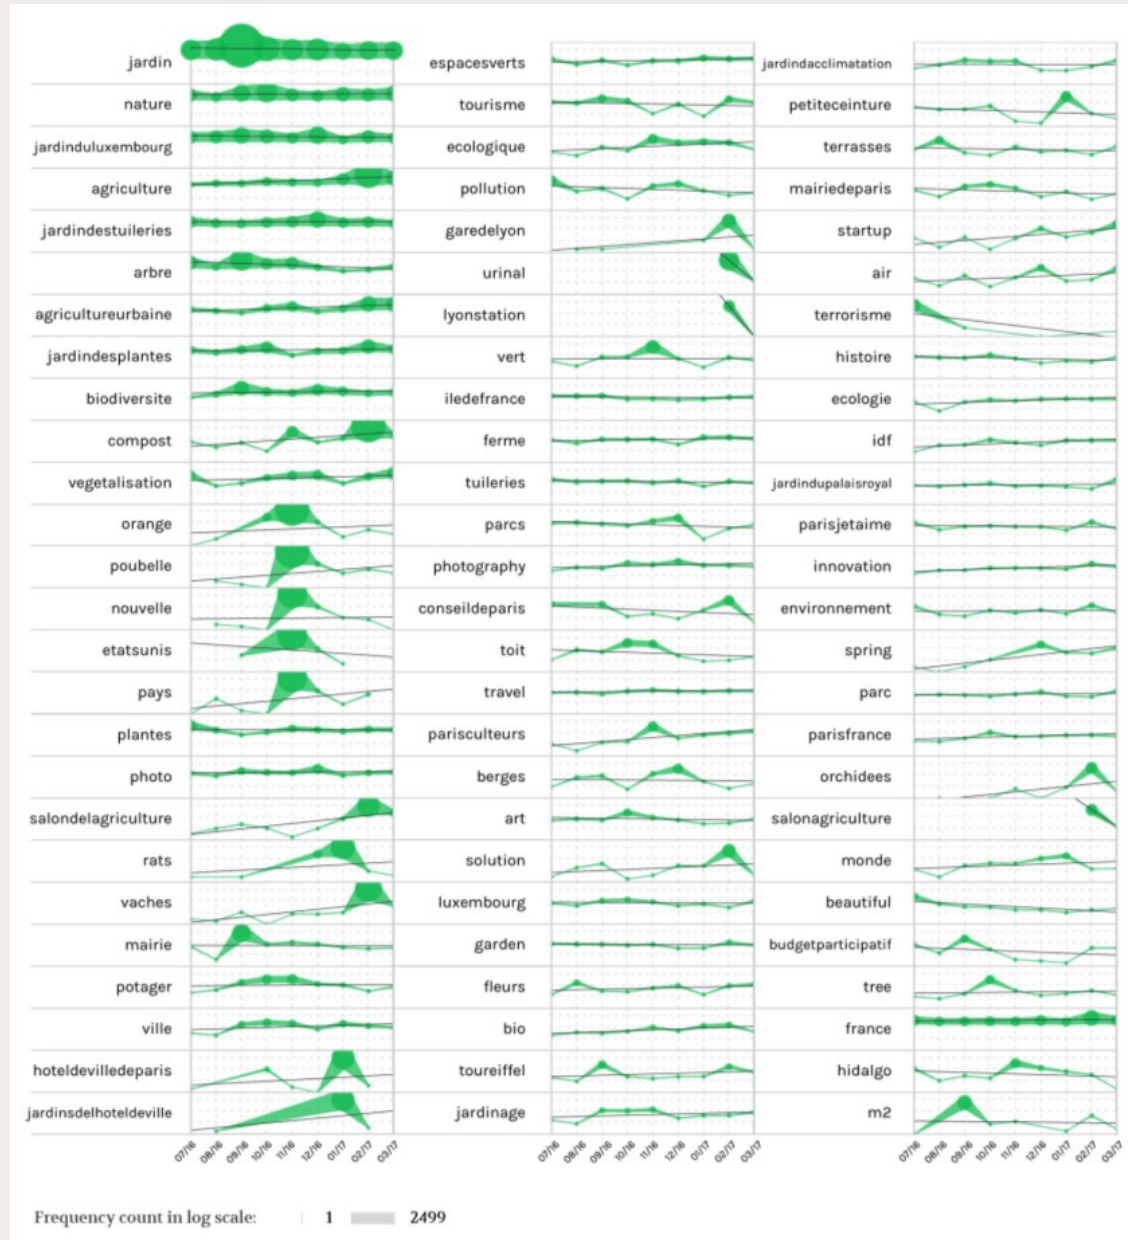 jardin espacesverts jardindacclimatation
nature tourisme petiteceinture
jardinduluxembourg ecologique terrasses
agriculture pollution mairiedeparis
jardindestuileries garedelyon startup
arbre urinal air
agricultureurbaine lyonstation terrorisme
jardindesplantes vert histoire
biodiversite iledefrance ecologie
compost ferme idf
vegetalisation tuileries jardindupalaisroyal
orange parcs parisjetaime
poubelle photography innovation
nouvelle conseildeparis environnement
etatsunis toit spring
pays travel parc
plantes parisculteurs parisfrance
photo berges orchidees
salondelagriculture art salonagriculture
rats solution monde
vaches luxembourg beautiful
mairie garden budgetparticipatif
potager fleurs tree
ville bio france
hoteldevilledeparis toureiffel hidalgo
jardinsdelhoteldeville jardinage m2
07/16 08/16 09/16 10/16 11/16 12/16 01/17 02/17 03/17 07/16 08/16 09/16 10/16 11/16 12/16 01/17 02/17 03/17 07/16 08/16 09/16 10/16 11/16 12/16 01/17 02/17 03/17
Frequency count in log scale: 1 2499